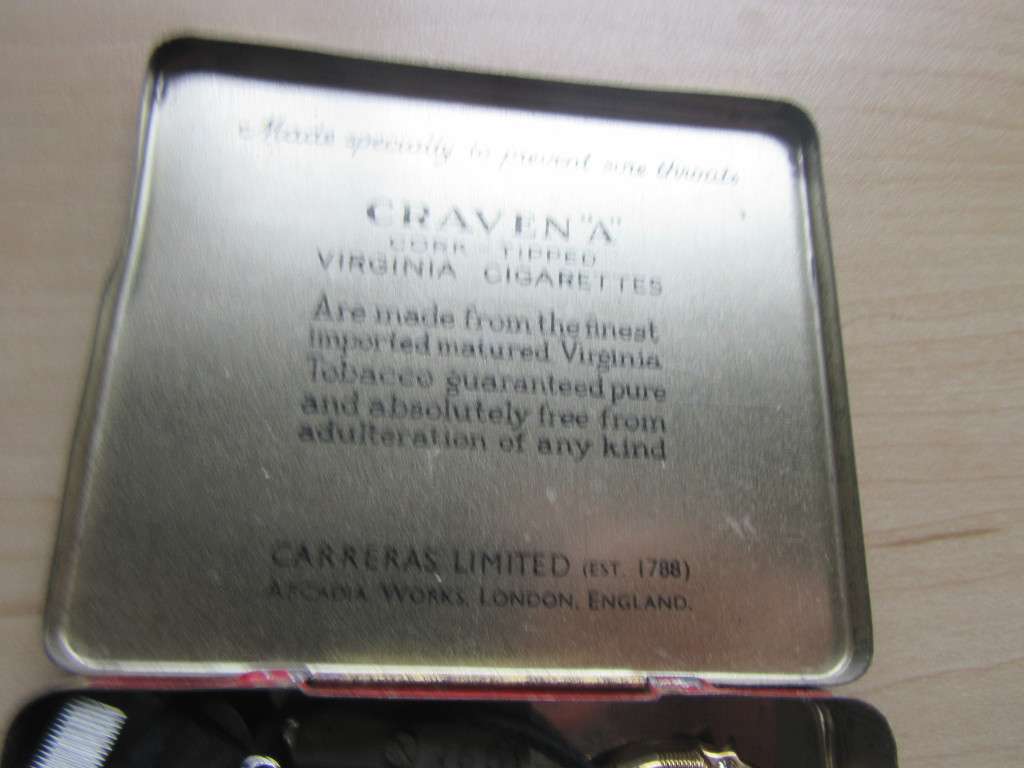 Made specially to prevent sore throats
CRAVEN "A"
CORK - TIPPED
VIRGINIA CIGARETTES
Are made from the finest
imported matured Virginia
Tobacco guaranteed pure
and absolutely free from
adulteration of any kind
CARRERAS LIMITED (EST. 1788)
ARCADIA WORKS, LONDON, ENGLAND.